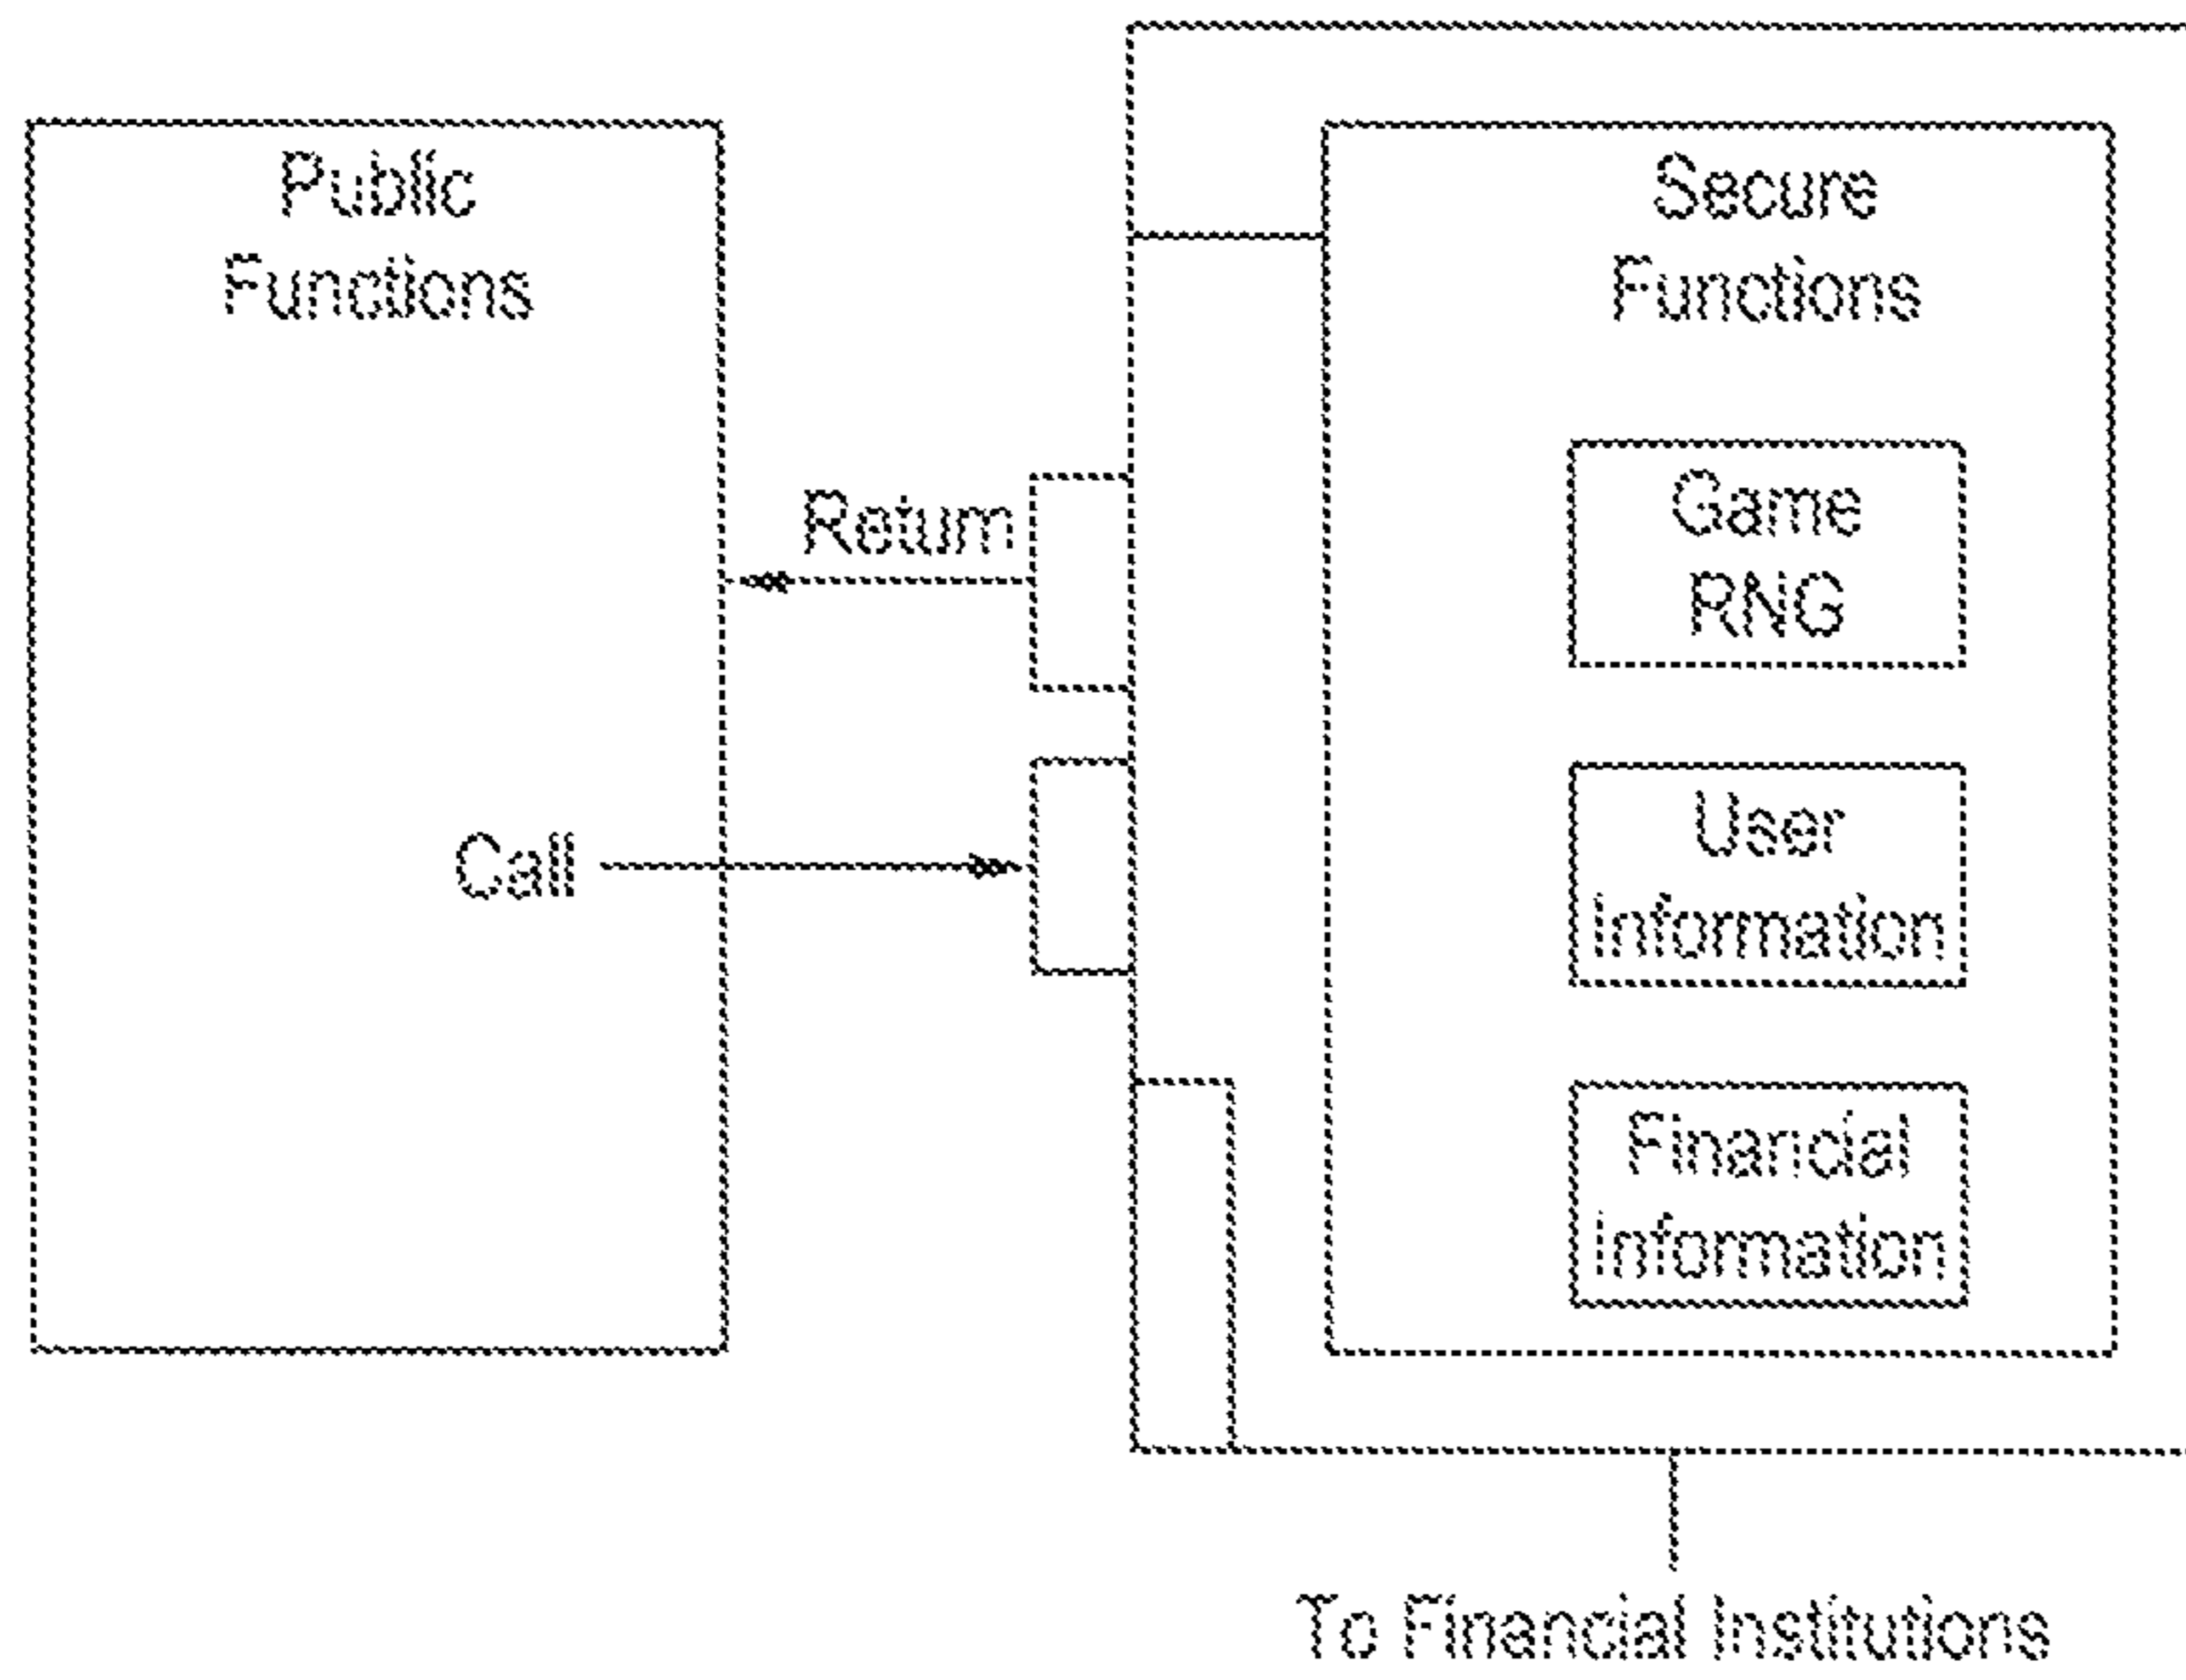 Public
Functions
Return
Call
Secure
Functions
Game
RNG
User
Information
Financial
Information
To Financial Institutions